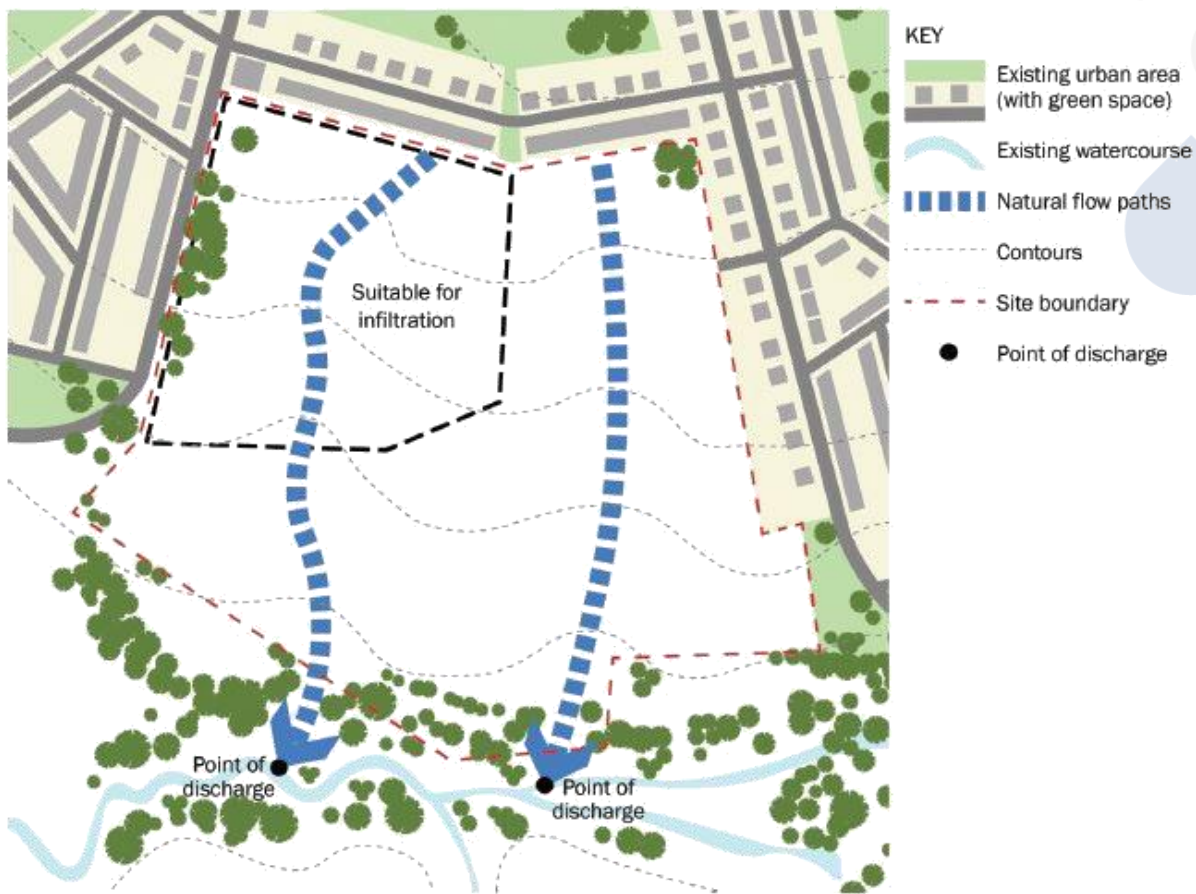 KEY
Existing urban area
(with green space)
Existing watercourse
Natural flow paths
Contours
Site boundary
Point of discharge
Suitable for
infiltration
Point of
discharge
Point of
discharge